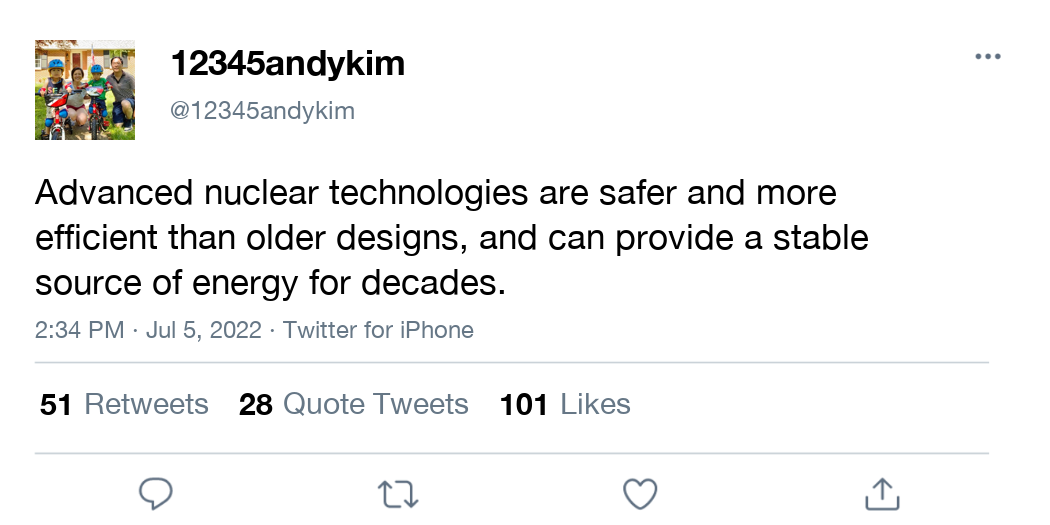 12345andykim
@12345andykim
Advanced nuclear technologies are safer and more
efficient than older designs, and can provide a stable
source of energy for decades.
2:34 PM · Jul 5, 2022 · Twitter for iPhone
51 Retweets 28 Quote Tweets 101 Likes